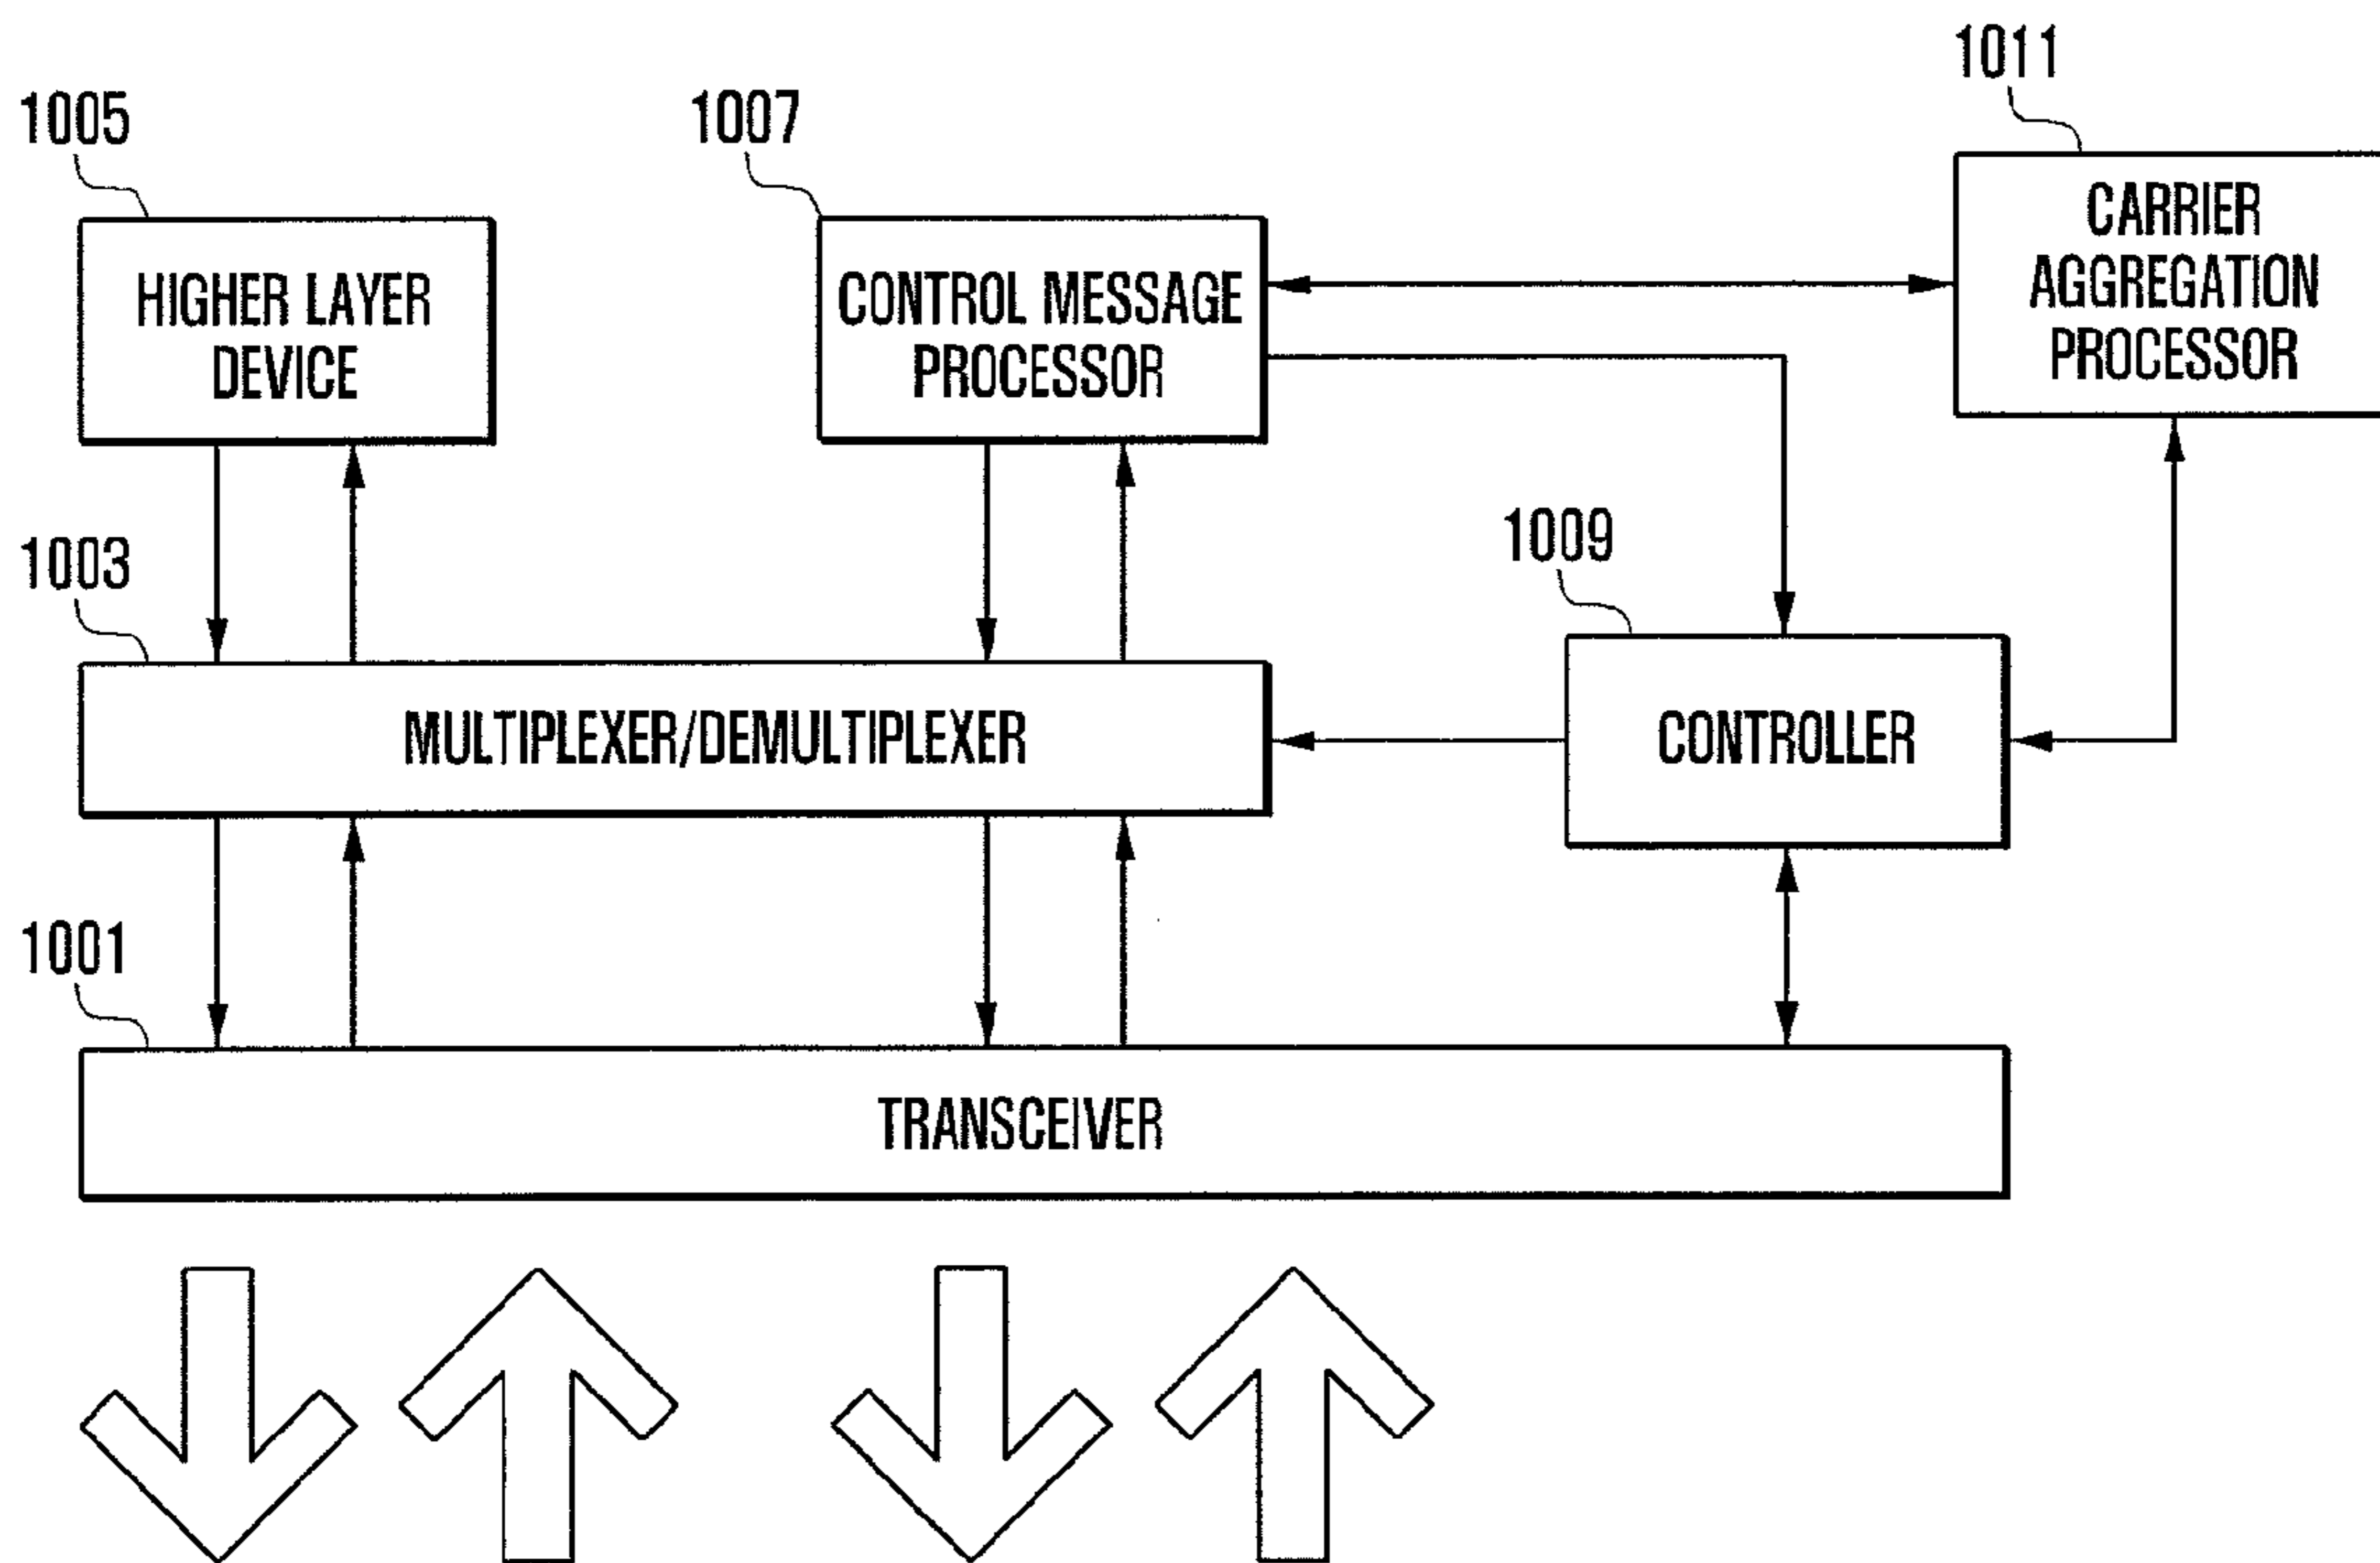 1011
1005
1007
CARRIER
AGGREGATION
PROCESSOR
HIGHER LAYER
DEVICE
CONTROL MESSAGE
PROCESSOR
1003
1009
MULTIPLEXER/DEMULTIPLEXER
CONTROLLER
1001
TRANSCEIVER